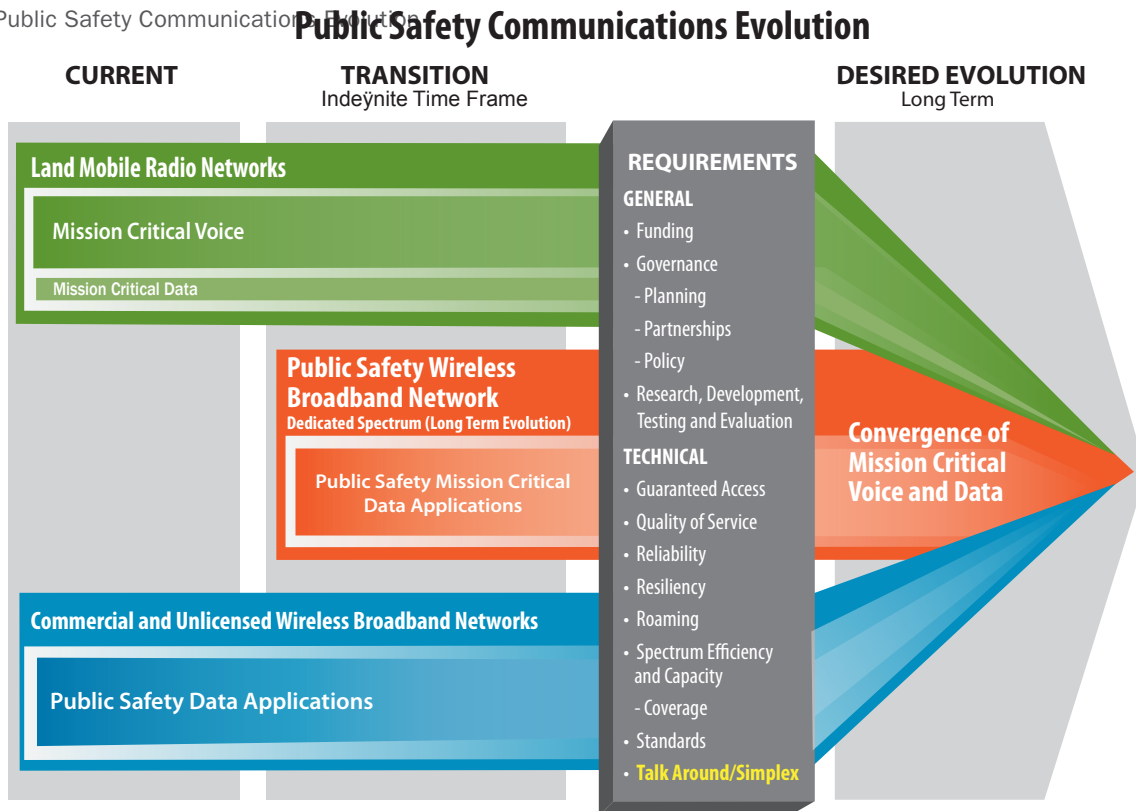 Public Safety Communications Evolution
Public Safety Communications Evolution
CURRENT
TRANSITION
Indeÿnite Time Frame
DESIRED EVOLUTION
Long Term
Land Mobile Radio Networks
Mission Critical Voice
Mission Critical Data
Public Safety Wireless
Broadband Network
Dedicated Spectrum (Long Term Evolution)
Public Safety Mission Critical
Data Applications
Commercial and Unlicensed Wireless Broadband Networks
Public Safety Data Applications
REQUIREMENTS
GENERAL
• Funding
• Governance
- Planning
- Partnerships
- Policy
• Research, Development,
Testing and Evaluation
TECHNICAL
• Guaranteed Access
• Quality of Service
• Reliability
• Resiliency
• Roaming
• Spectrum Efficiency
and Capacity
- Coverage
• Standards
• Talk Around/Simplex
Convergence of
Mission Critical
Voice and Data